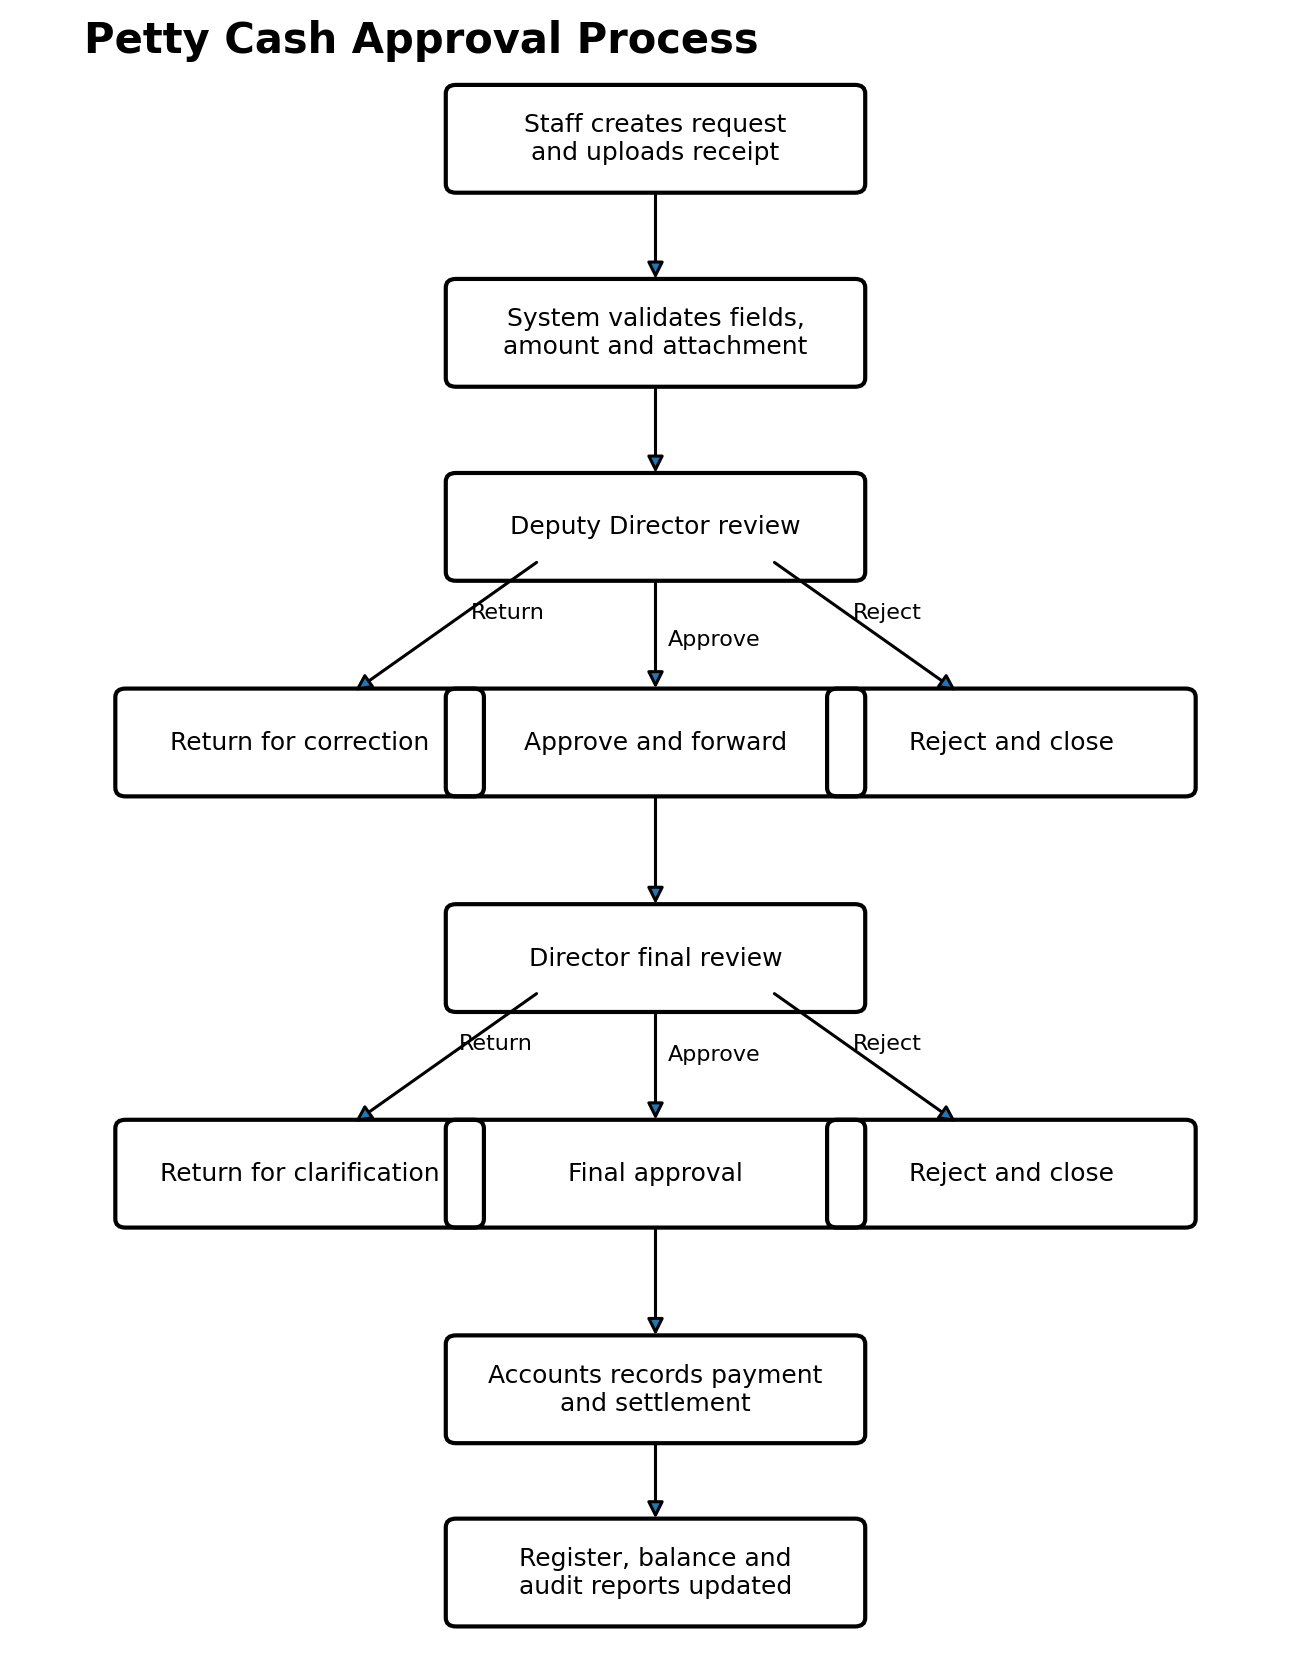 Petty Cash Approval Process
Staff creates request
and uploads receipt
System validates fields,
amount and attachment
Deputy Director review
Return
Approve
Reject
Return for correction
Approve and forward
Reject and close
Director final review
Return
Approve
Reject
Return for clarification
Final approval
Reject and close
Accounts records payment
and settlement
Register, balance and
audit reports updated